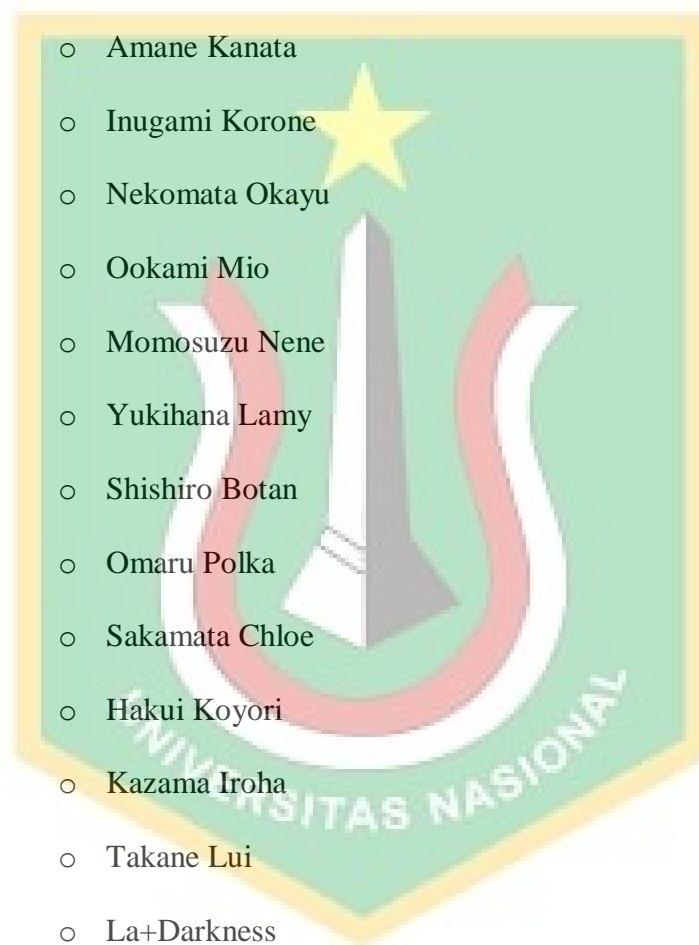 o Amane Kanata
o Inugami Korone
o Nekomata Okayu
o Ookami Mio
o Momosuzu Nene
o Yukihana Lamy
o Shishiro Botan
o Omaru Polka
o Sakamata Chloe
o Hakui Koyori
o Kazama Iroha
o Takane Lui
o La+Darkness
UNIVERSITAS NASIONAL